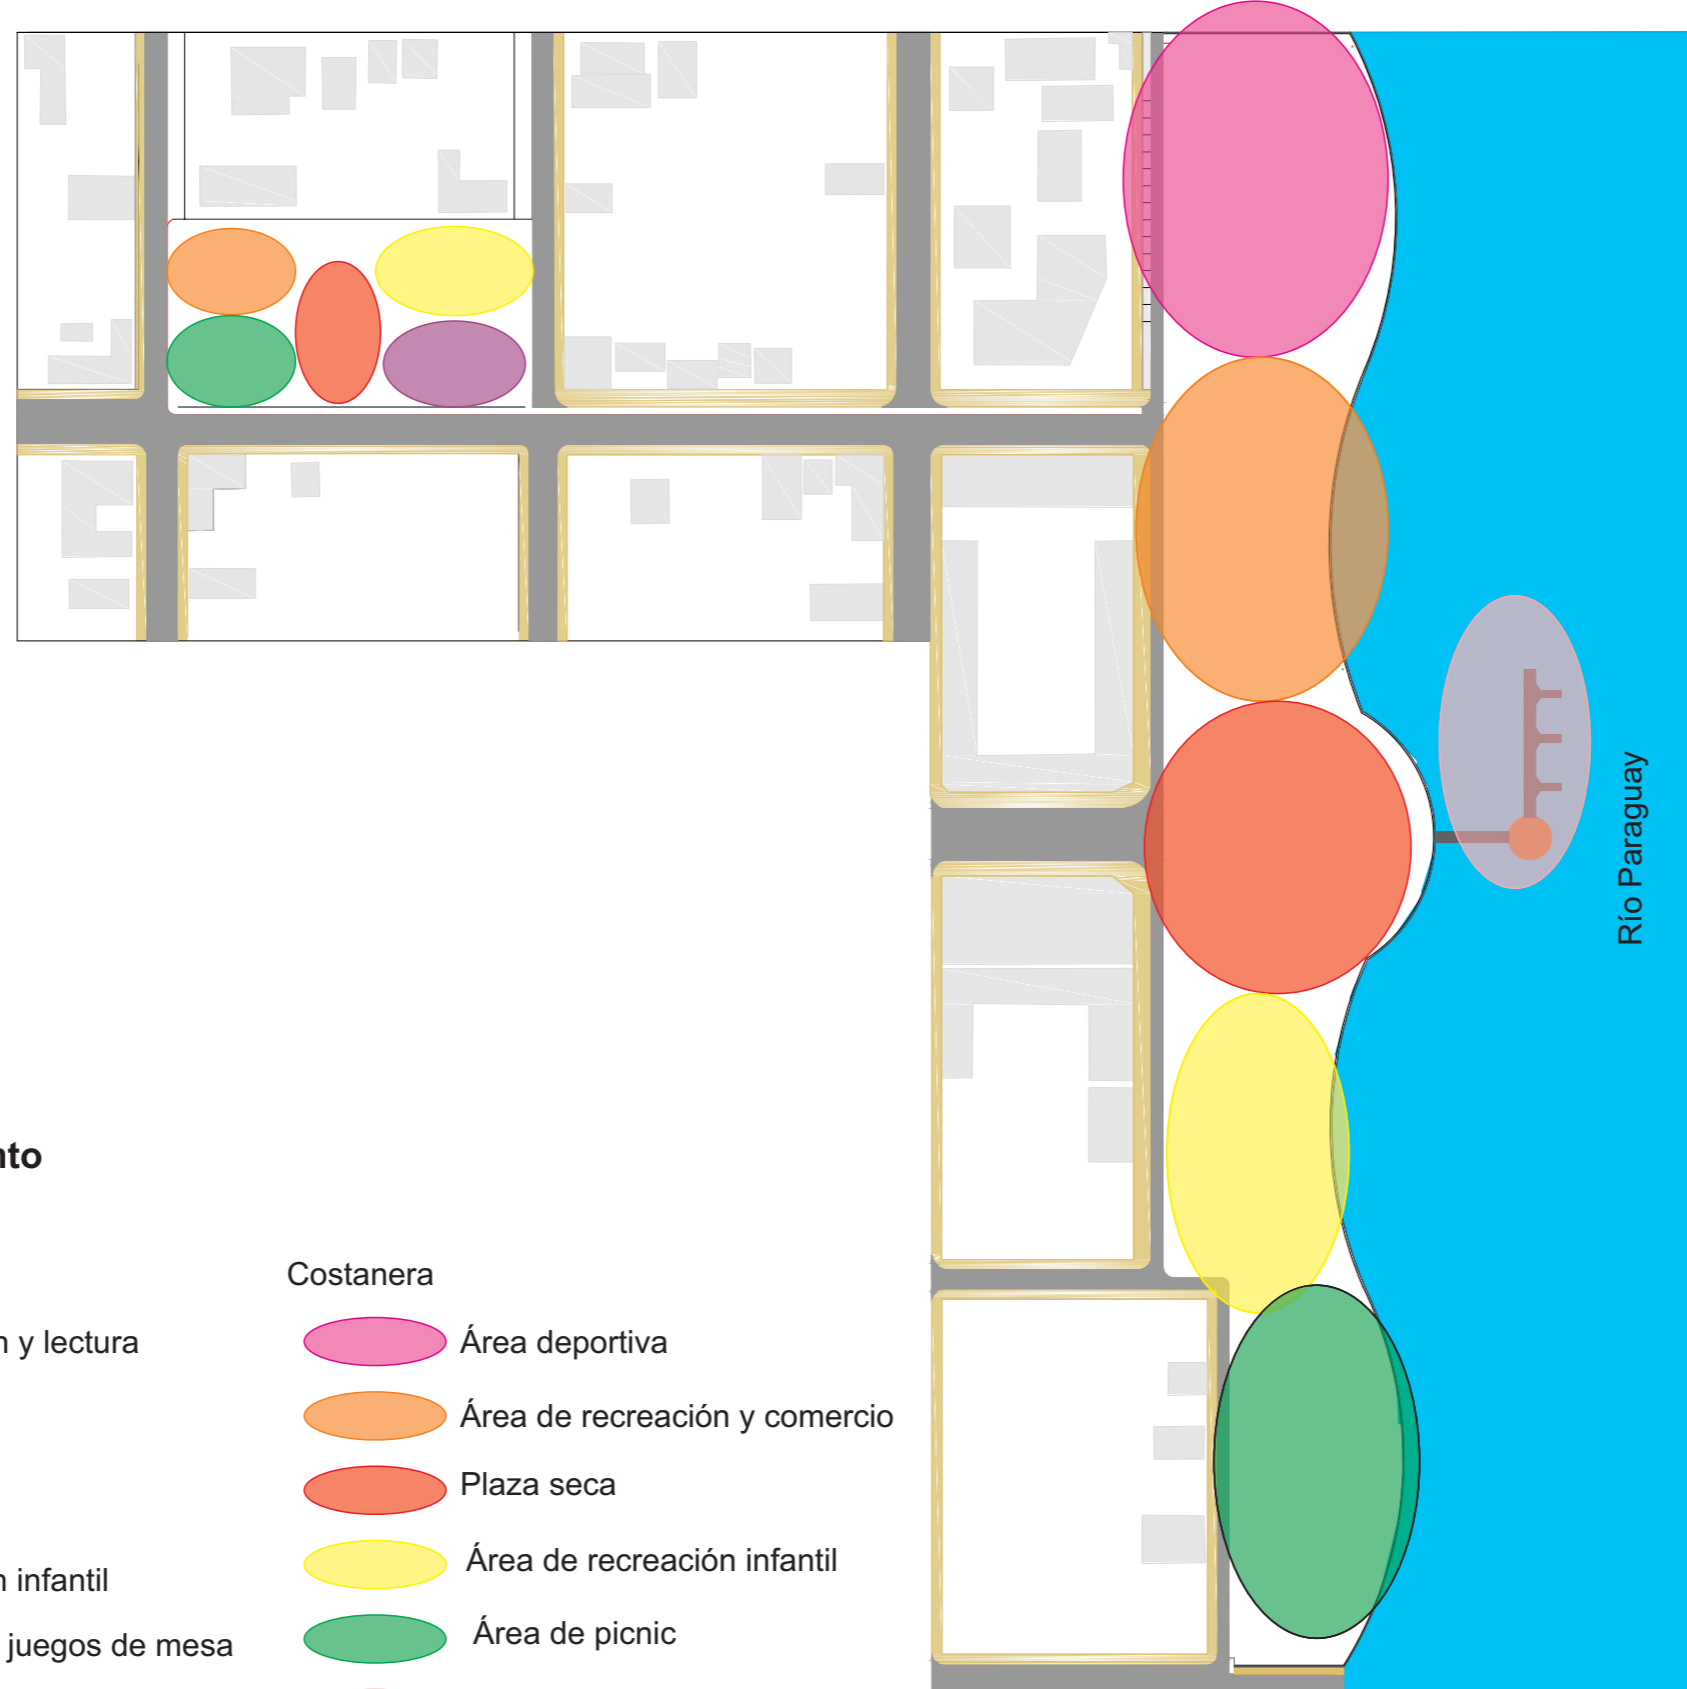 Río Paraguay
nto
n y lectura
n infantil
juegos de mesa
Costanera
Área deportiva
Área de recreación y comercio
Plaza seca
Área de recreación infantil
Área de picnic